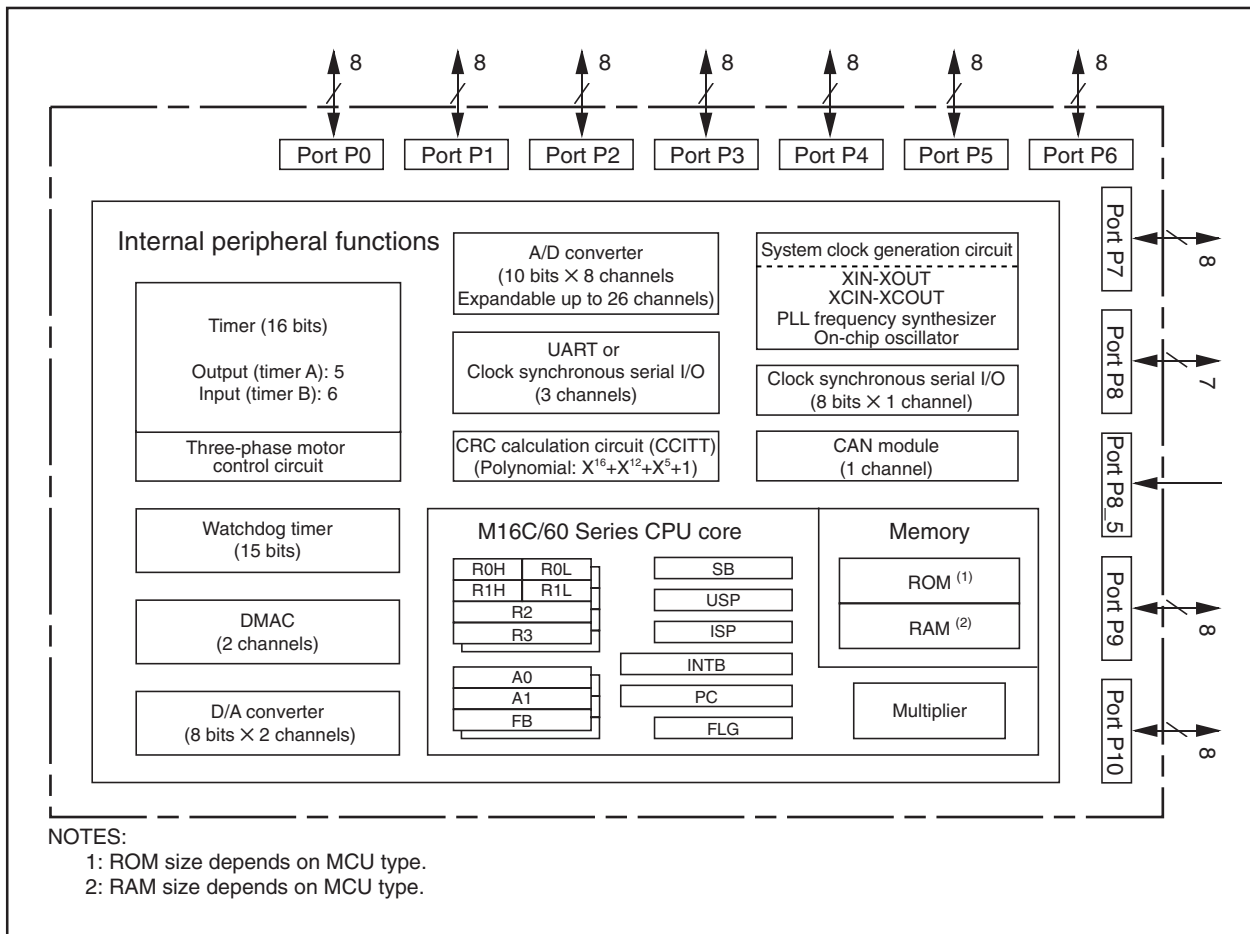 8 8 8 8 8 8 8
Port P0 Port P1 Port P2 Port P3 Port P4 Port P5 Port P6
Internal peripheral functions
Timer (16 bits)
Output (timer A): 5
Input (timer B): 6
Three-phase motor
control circuit
Watchdog timer
(15 bits)
DMAC
(2 channels)
D/A converter
(8 bits × 2 channels)
A/D converter
(10 bits × 8 channels
Expandable up to 26 channels)
UART or
Clock synchronous serial I/O
(3 channels)
CRC calculation circuit (CCITT)
(Polynomial: X¹⁶+X¹²+X⁵+1)
System clock generation circuit
XIN-XOUT
XCIN-XCOUT
PLL frequency synthesizer
On-chip oscillator
Clock synchronous serial I/O
(8 bits × 1 channel)
CAN module
(1 channel)
M16C/60 Series CPU core
R0H R0L
R1H R1L
R2
R3
A0
A1
FB
SB
USP
ISP
INTB
PC
FLG
Memory
ROM ⁽¹⁾
RAM ⁽²⁾
Multiplier
Port P7
8
Port P8
7
Port P8_5
Port P9
8
Port P10
8
NOTES:
1: ROM size depends on MCU type.
2: RAM size depends on MCU type.